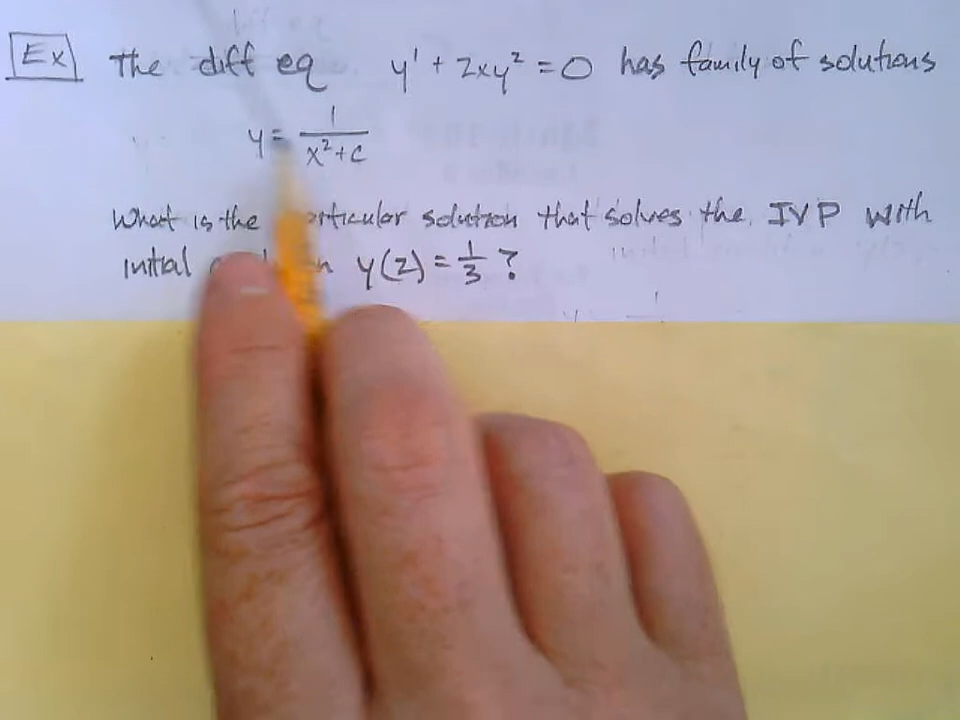 Ex The diff eq y' + 2xy² = 0 has family of solutions
y = 1/(x²+c)
What is the solution that solves the IVP with
initial y(2) = 1/3 ?